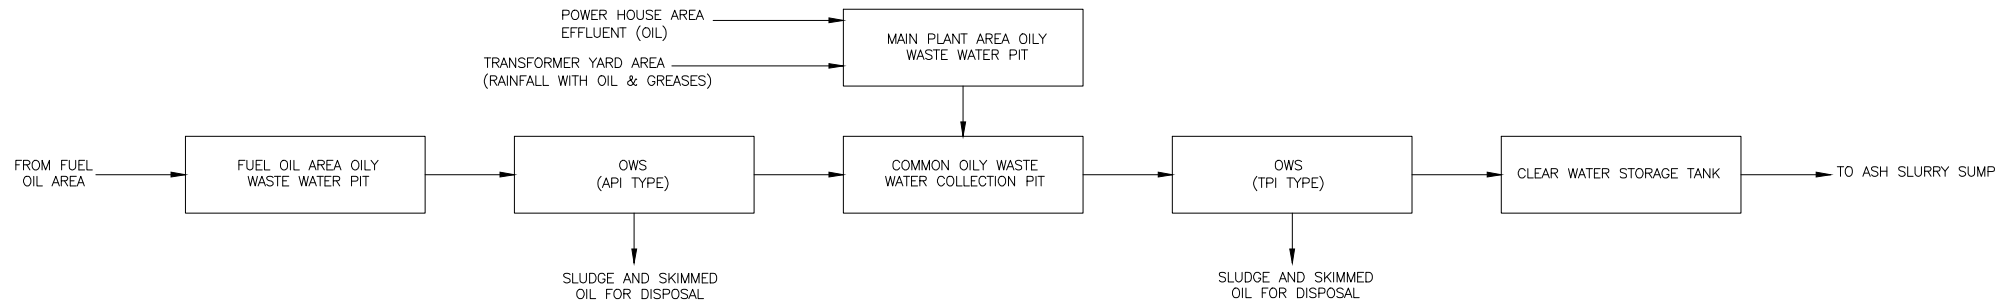 POWER HOUSE AREA
EFFLUENT (OIL)
TRANSFORMER YARD AREA
(RAINFALL WITH OIL & GREASES)
MAIN PLANT AREA OILY
WASTE WATER PIT
FROM FUEL
OIL AREA
FUEL OIL AREA OILY
WASTE WATER PIT
OWS
(API TYPE)
COMMON OILY WASTE
WATER COLLECTION PIT
OWS
(TPI TYPE)
CLEAR WATER STORAGE TANK
TO ASH SLURRY SUMP
SLUDGE AND SKIMMED
OIL FOR DISPOSAL
SLUDGE AND SKIMMED
OIL FOR DISPOSAL